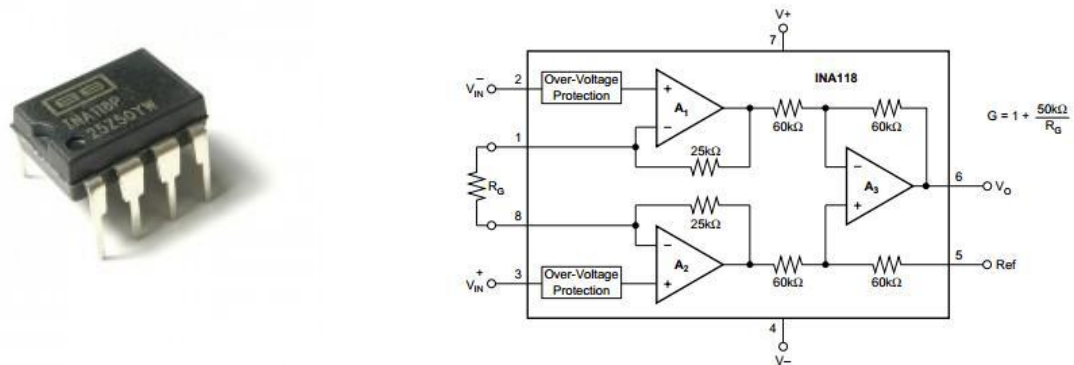 INA118P
25Z50YW
V+
7
INA118
V⁻IN
2
Over-Voltage
Protection
+
A1
−
60kΩ
60kΩ
G = 1 + 50kΩ / RG
1
25kΩ
RG
−
A3
+
6
VO
8
25kΩ
−
A2
+
60kΩ
60kΩ
5
Ref
V⁺IN
3
Over-Voltage
Protection
4
V−